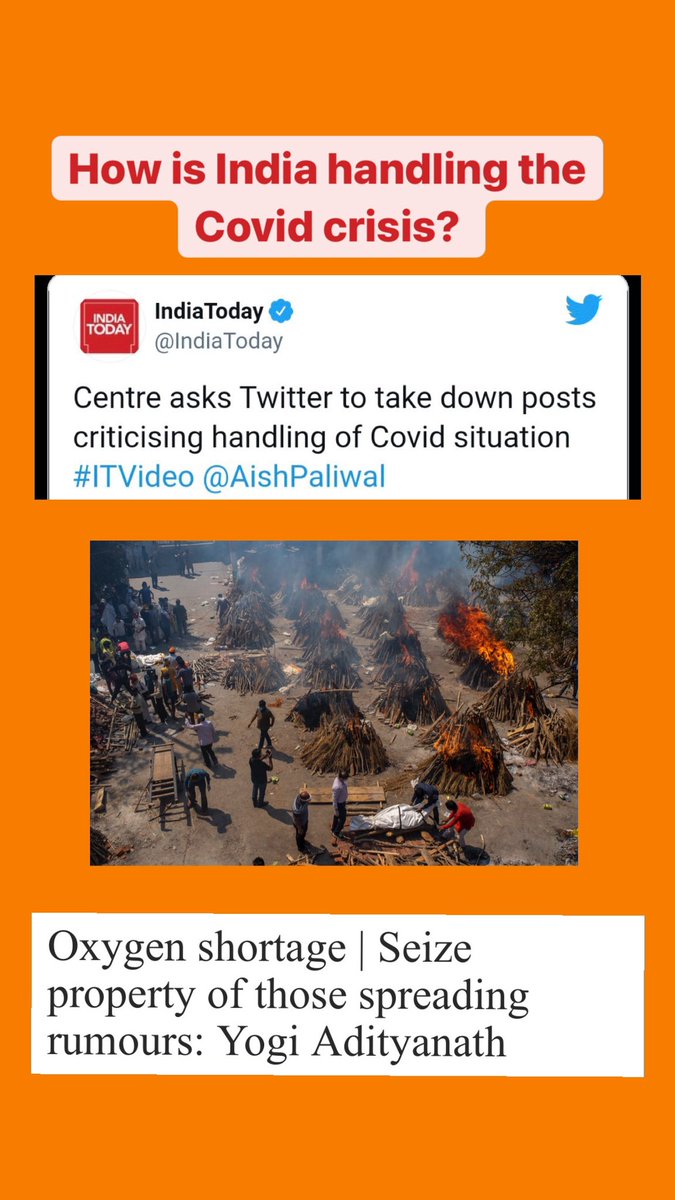 How is India handling the
Covid crisis?
INDIA
TODAY
IndiaToday
@IndiaToday
Centre asks Twitter to take down posts
criticising handling of Covid situation
#ITVideo @AishPaliwal
Oxygen shortage | Seize
property of those spreading
rumours: Yogi Adityanath